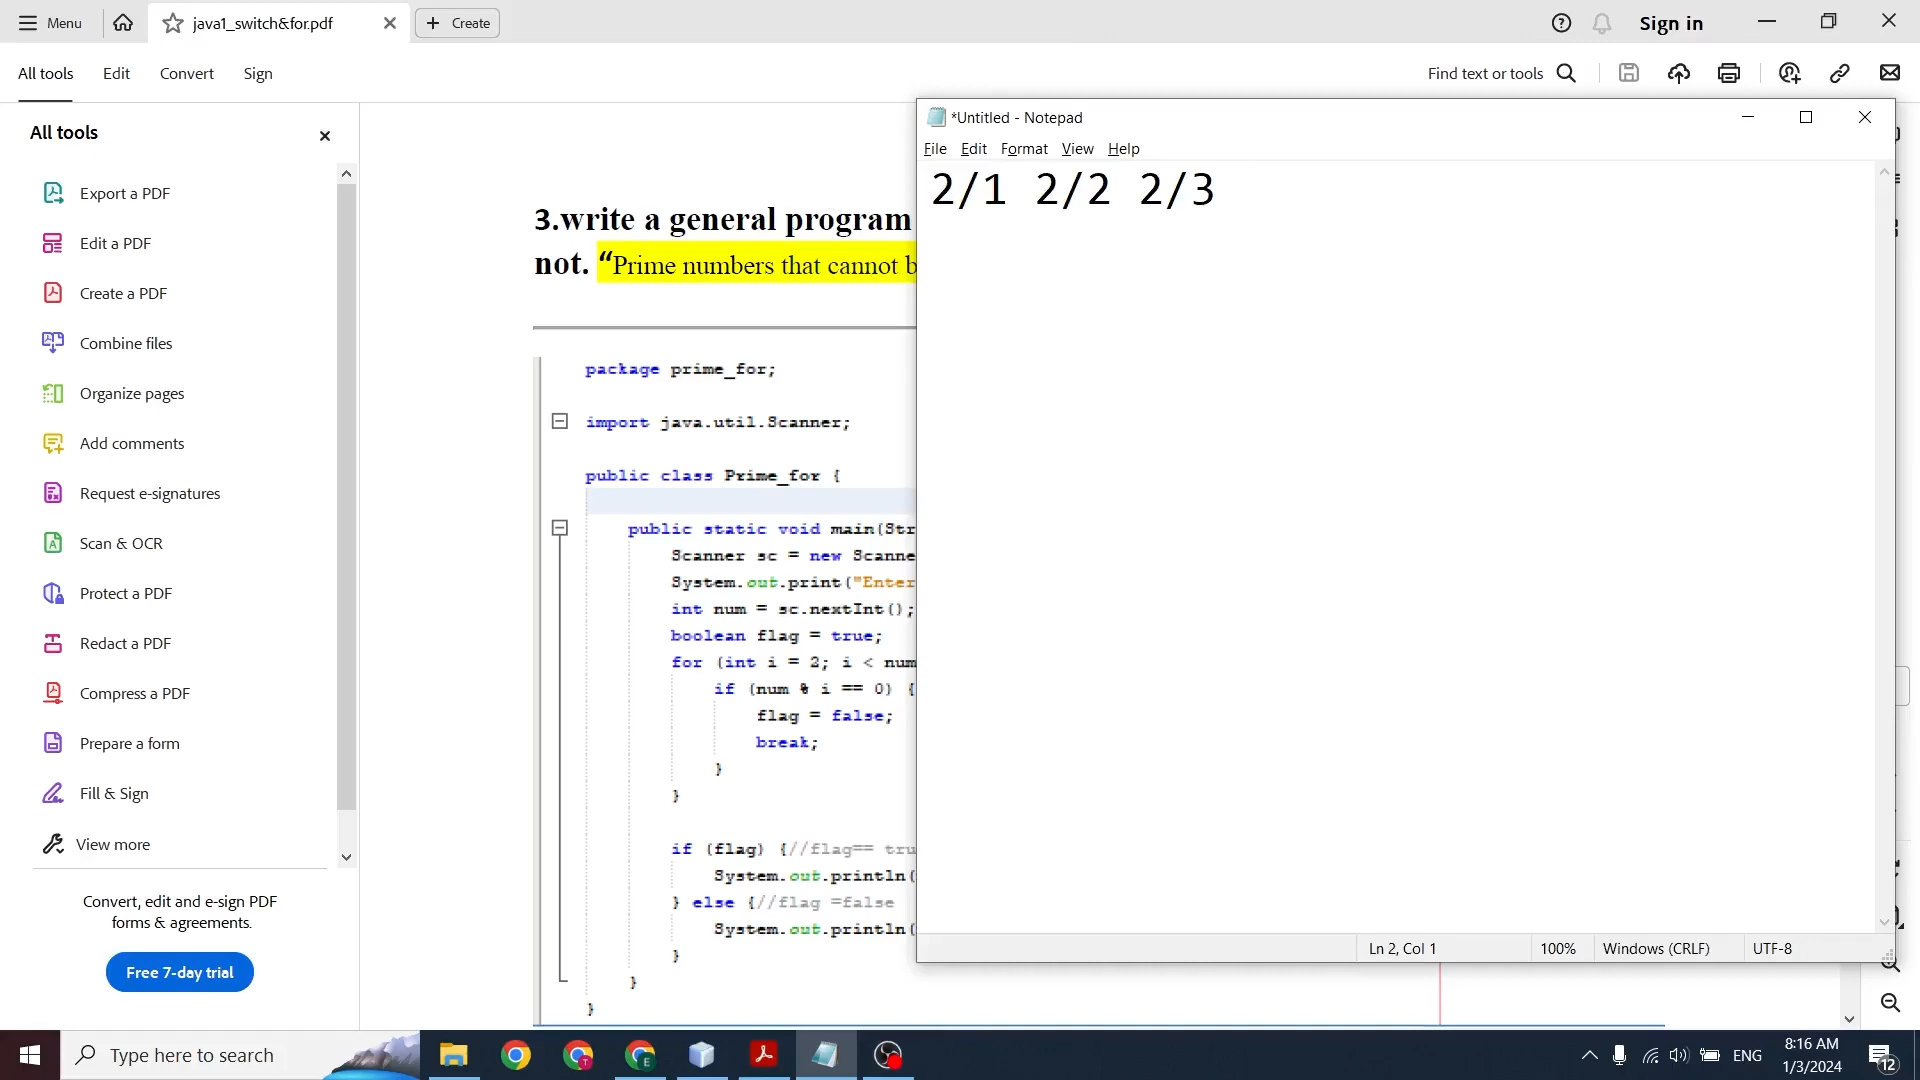 Menu
java1_switch&for.pdf
Create
Sign in
All tools
Edit
Convert
Sign
Find text or tools
All tools
Export a PDF
Edit a PDF
Create a PDF
Combine files
Organize pages
Add comments
Request e-signatures
Scan & OCR
Protect a PDF
Redact a PDF
Compress a PDF
Prepare a form
Fill & Sign
View more
Convert, edit and e-sign PDF
forms & agreements.
Free 7-day trial
3.write a general program
not. “Prime numbers that cannot b
package prime_for;
import java.util.Scanner;
public class Prime_for {
public static void main(Str
Scanner sc = new Scanne
System.out.print("Enter
int num = sc.nextInt();
boolean flag = true;
for (int i = 2; i < num
if (num % i == 0) {
flag = false;
break;
}
}
if (flag) {//flag== tru
System.out.println(
} else {//flag =false
System.out.println(
}
}
}
*Untitled - Notepad
File Edit Format View Help
2/1 2/2 2/3
Ln 2, Col 1
100%
Windows (CRLF)
UTF-8
Type here to search
ENG
8:16 AM
1/3/2024
12